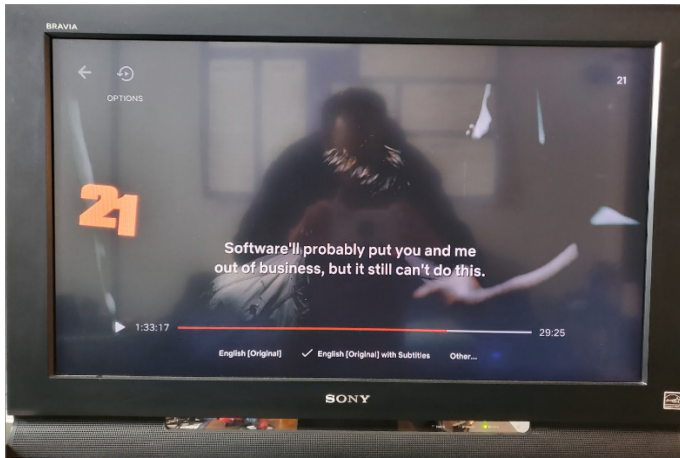 BRAVIA
21
OPTIONS
21
Software'll probably put you and me
out of business, but it still can't do this.
1:33:17
29:25
English [Original]
English [Original] with Subtitles
Other...
SONY